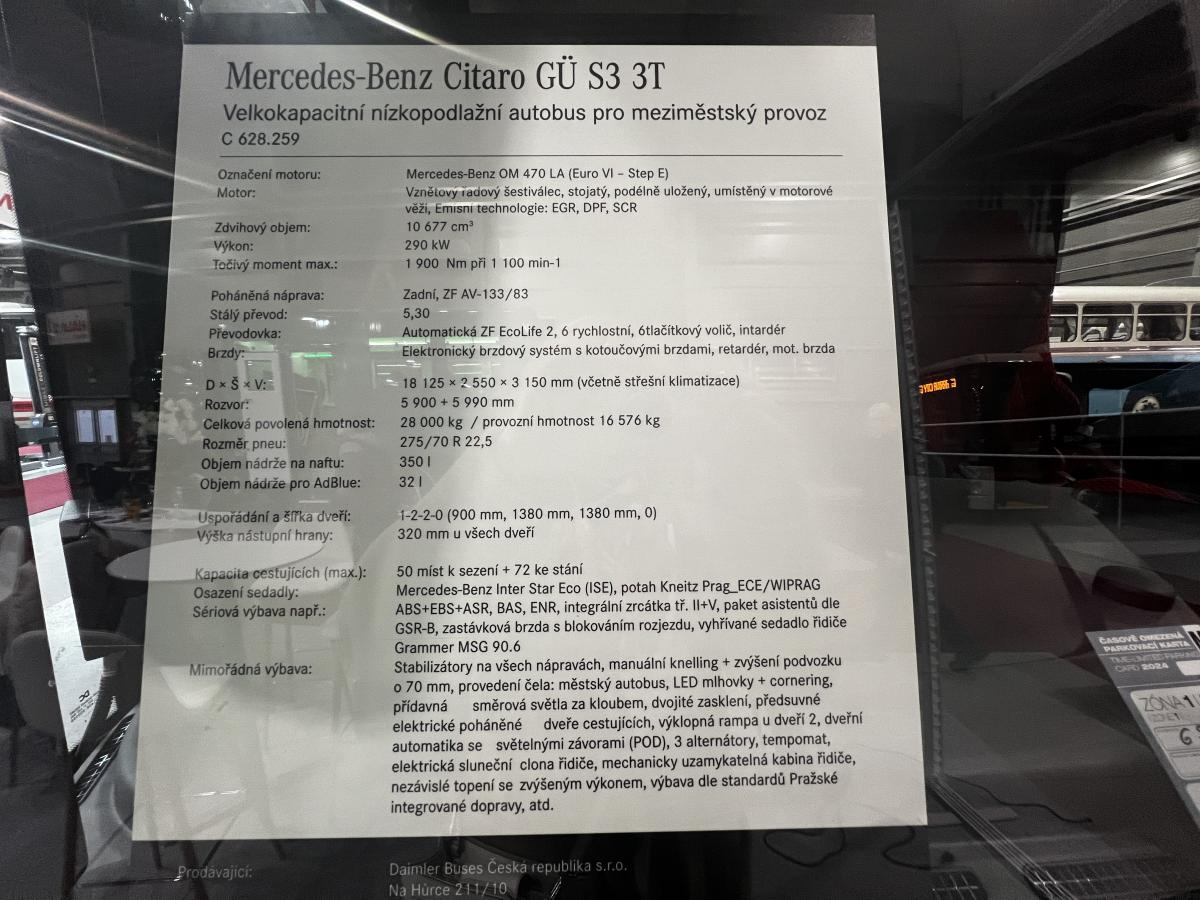 Mercedes-Benz Citaro GÜ S3 3T
Velkokapacitní nízkopodlažní autobus pro meziměstský provoz
C 628.259
Označení motoru: Mercedes-Benz OM 470 LA (Euro VI – Step E)
Motor: Vznětový řadový šestiválec, stojatý, podélně uložený, umístěný v motorové
věži, Emisní technologie: EGR, DPF, SCR
Zdvihový objem: 10 677 cm³
Výkon: 290 kW
Točivý moment max.: 1 900 Nm při 1 100 min-1
Poháněná náprava: Zadní, ZF AV-133/83
Stálý převod: 5,30
Převodovka: Automatická ZF EcoLife 2, 6 rychlostní, 6tlačítkový volič, intardér
Brzdy: Elektronický brzdový systém s kotoučovými brzdami, retardér, mot. brzda
D × Š × V: 18 125 × 2 550 × 3 150 mm (včetně střešní klimatizace)
Rozvor: 5 900 + 5 990 mm
Celková povolená hmotnost: 28 000 kg / provozní hmotnost 16 576 kg
Rozměr pneu: 275/70 R 22,5
Objem nádrže na naftu: 350 l
Objem nádrže pro AdBlue: 32 l
Uspořádání a šířka dveří: 1-2-2-0 (900 mm, 1380 mm, 1380 mm, 0)
Výška nástupní hrany: 320 mm u všech dveří
Kapacita cestujících (max.): 50 míst k sezení + 72 ke stání
Osazení sedadly: Mercedes-Benz Inter Star Eco (ISE), potah Kneitz Prag_ECE/WIPRAG
Sériová výbava např.: ABS+EBS+ASR, BAS, ENR, integrální zrcátka tř. II+V, paket asistentů dle
GSR-B, zastávková brzda s blokováním rozjezdu, vyhřívané sedadlo řidiče
Grammer MSG 90.6
Mimořádná výbava: Stabilizátory na všech nápravách, manuální knelling + zvýšení podvozku
o 70 mm, provedení čela: městský autobus, LED mlhovky + cornering,
přídavná směrová světla za kloubem, dvojité zasklení, předsuvné
elektrické poháněné dveře cestujících, výklopná rampa u dveří 2, dveřní
automatika se světelnými závorami (POD), 3 alternátory, tempomat,
elektrická sluneční clona řidiče, mechanicky uzamykatelná kabina řidiče,
nezávislé topení se zvýšeným výkonem, výbava dle standardů Pražské
integrované dopravy, atd.
Prodávající: Daimler Buses Česká republika s.r.o.
Na Hůrce 211/10
ČASOVĚ OMEZENÁ
PARKOVACÍ KARTA
TIME-LIMITED PARKING
CARD 2024
ZÓNA 1